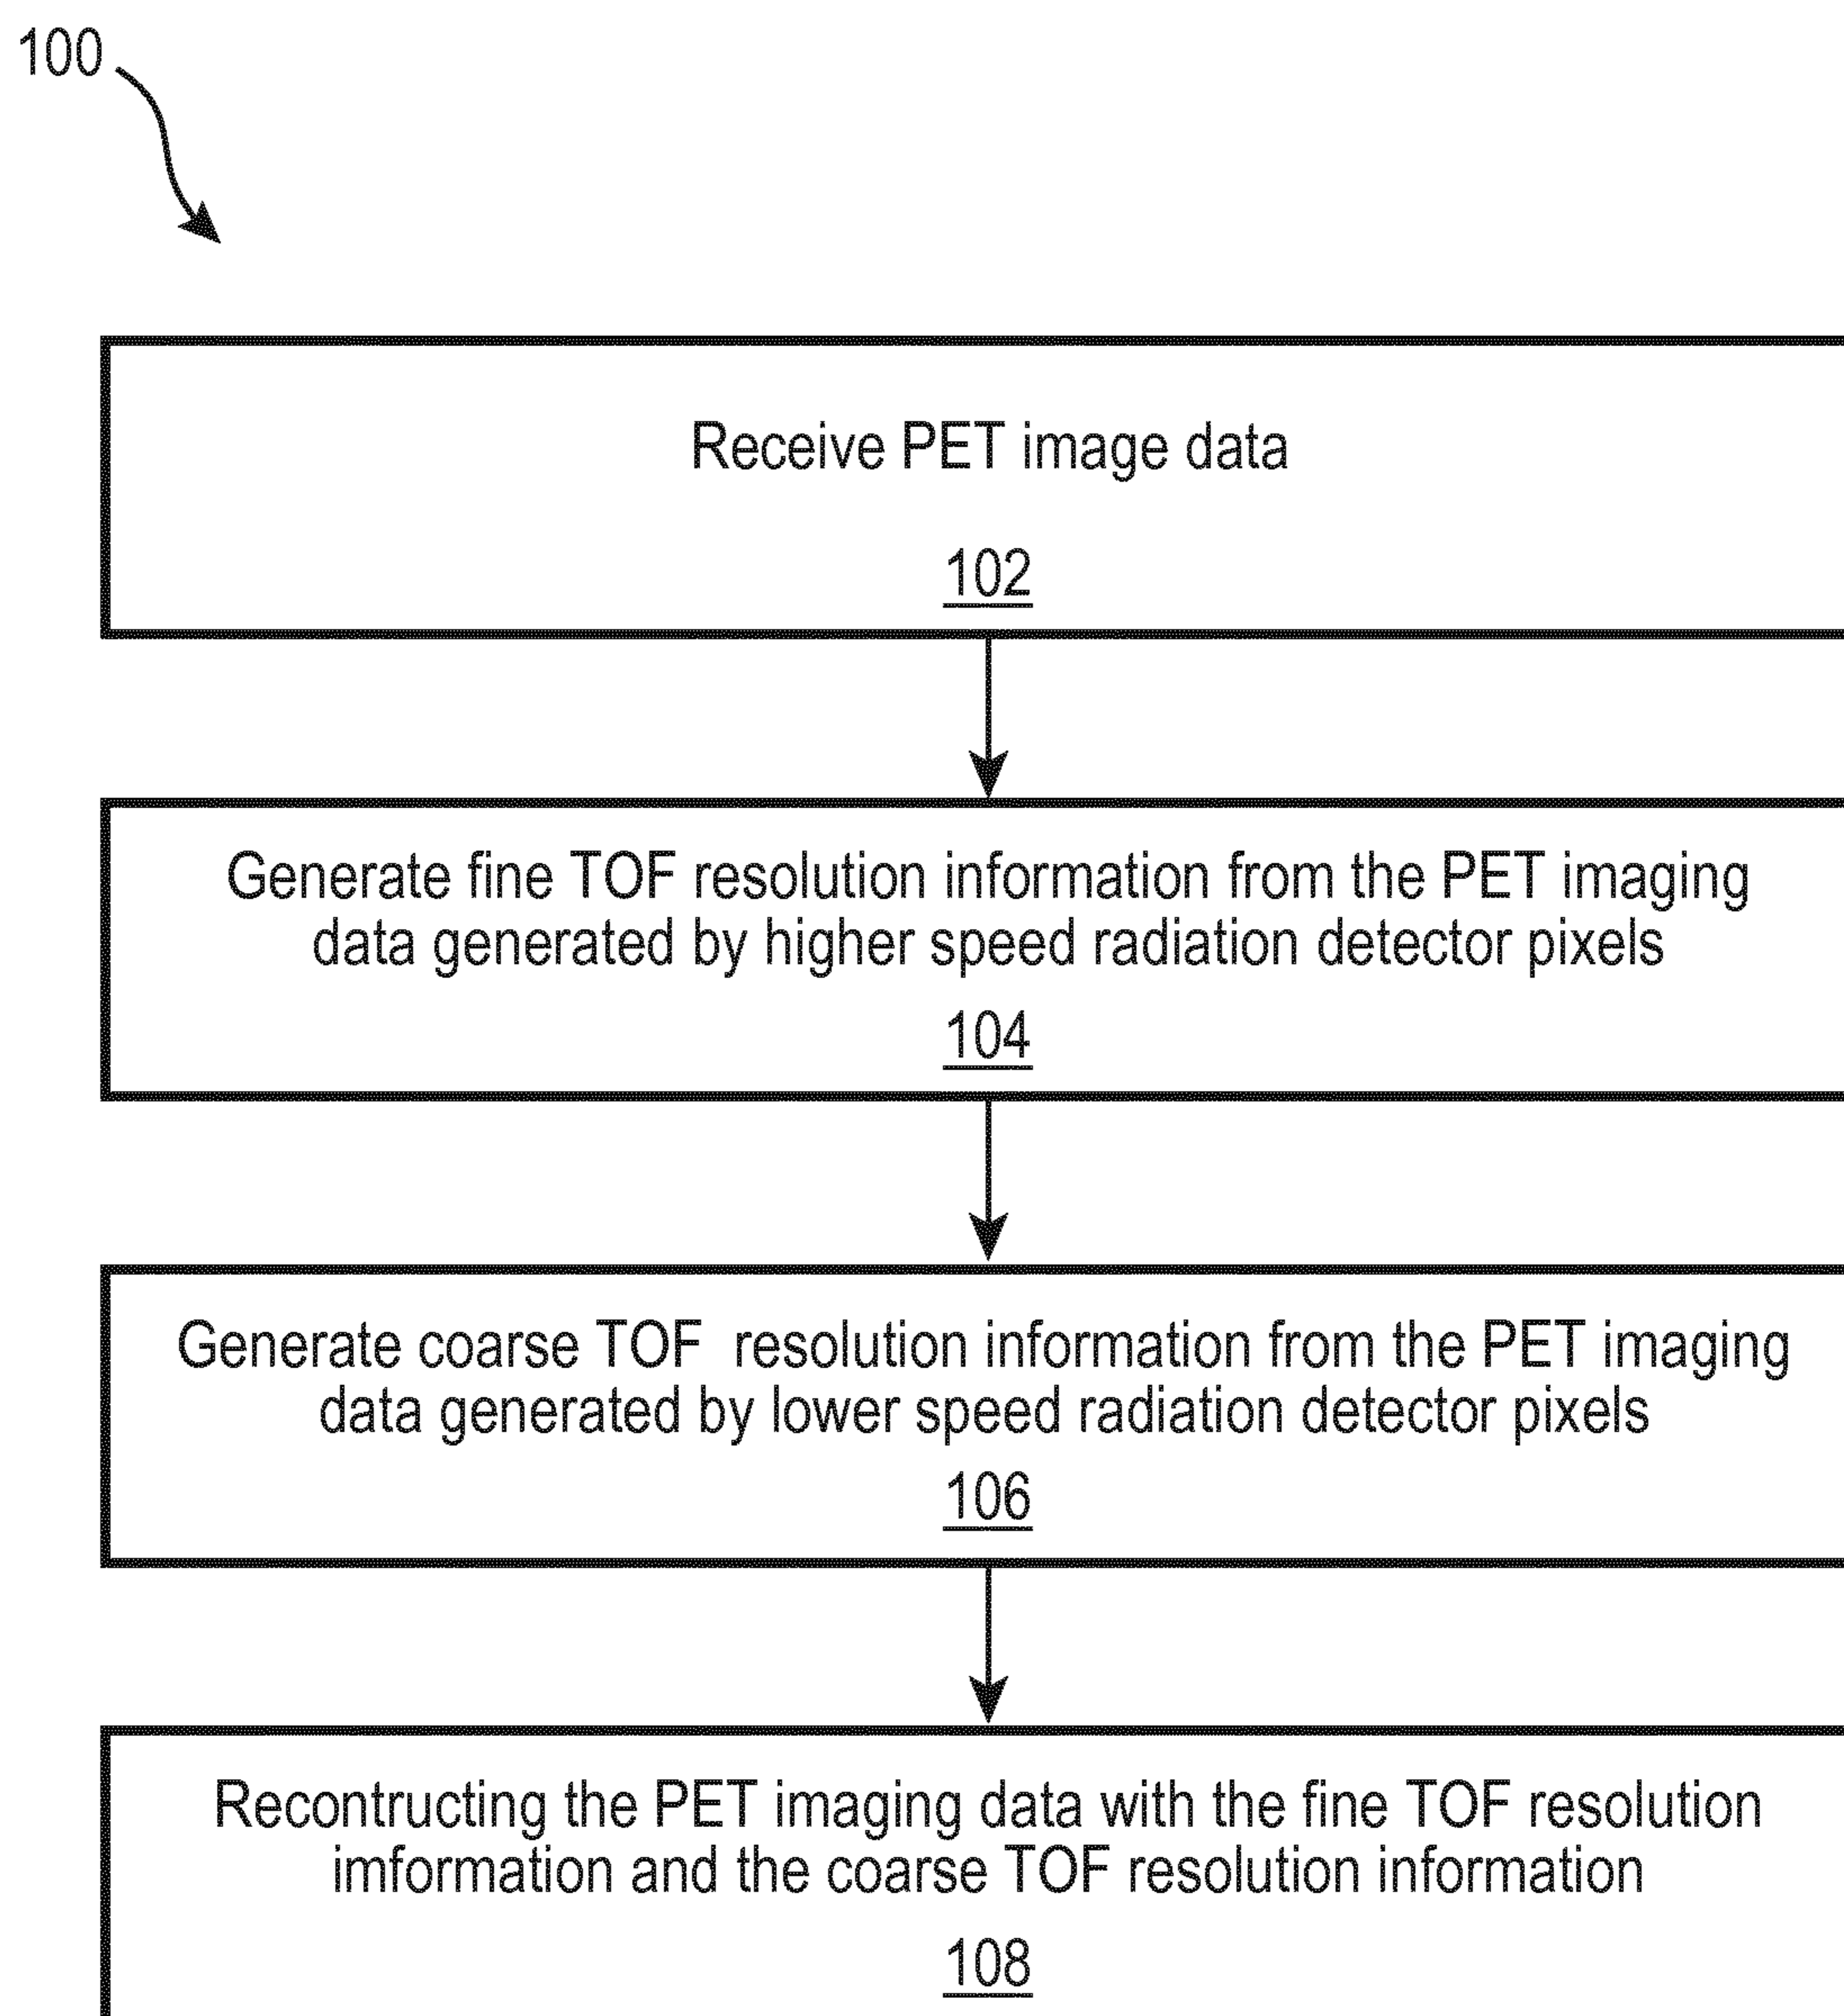 100
Receive PET image data
102
Generate fine TOF resolution information from the PET imaging
data generated by higher speed radiation detector pixels
104
Generate coarse TOF resolution information from the PET imaging
data generated by lower speed radiation detector pixels
106
Recontructing the PET imaging data with the fine TOF resolution
imformation and the coarse TOF resolution information
108